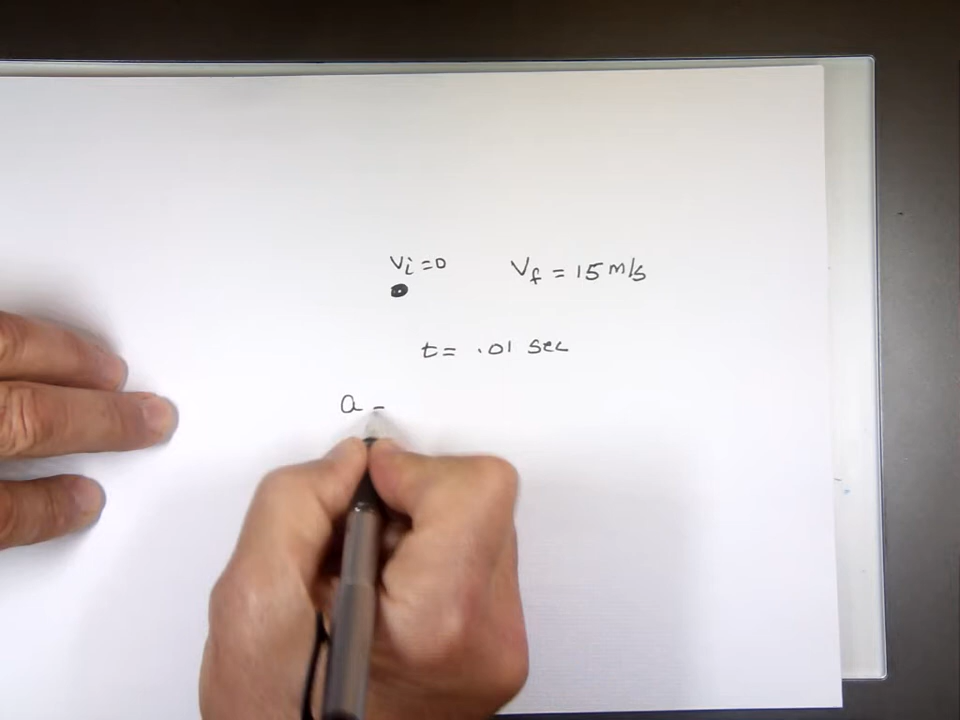 Vi=0 Vf = 15 m/s
t= .01 sec
a -